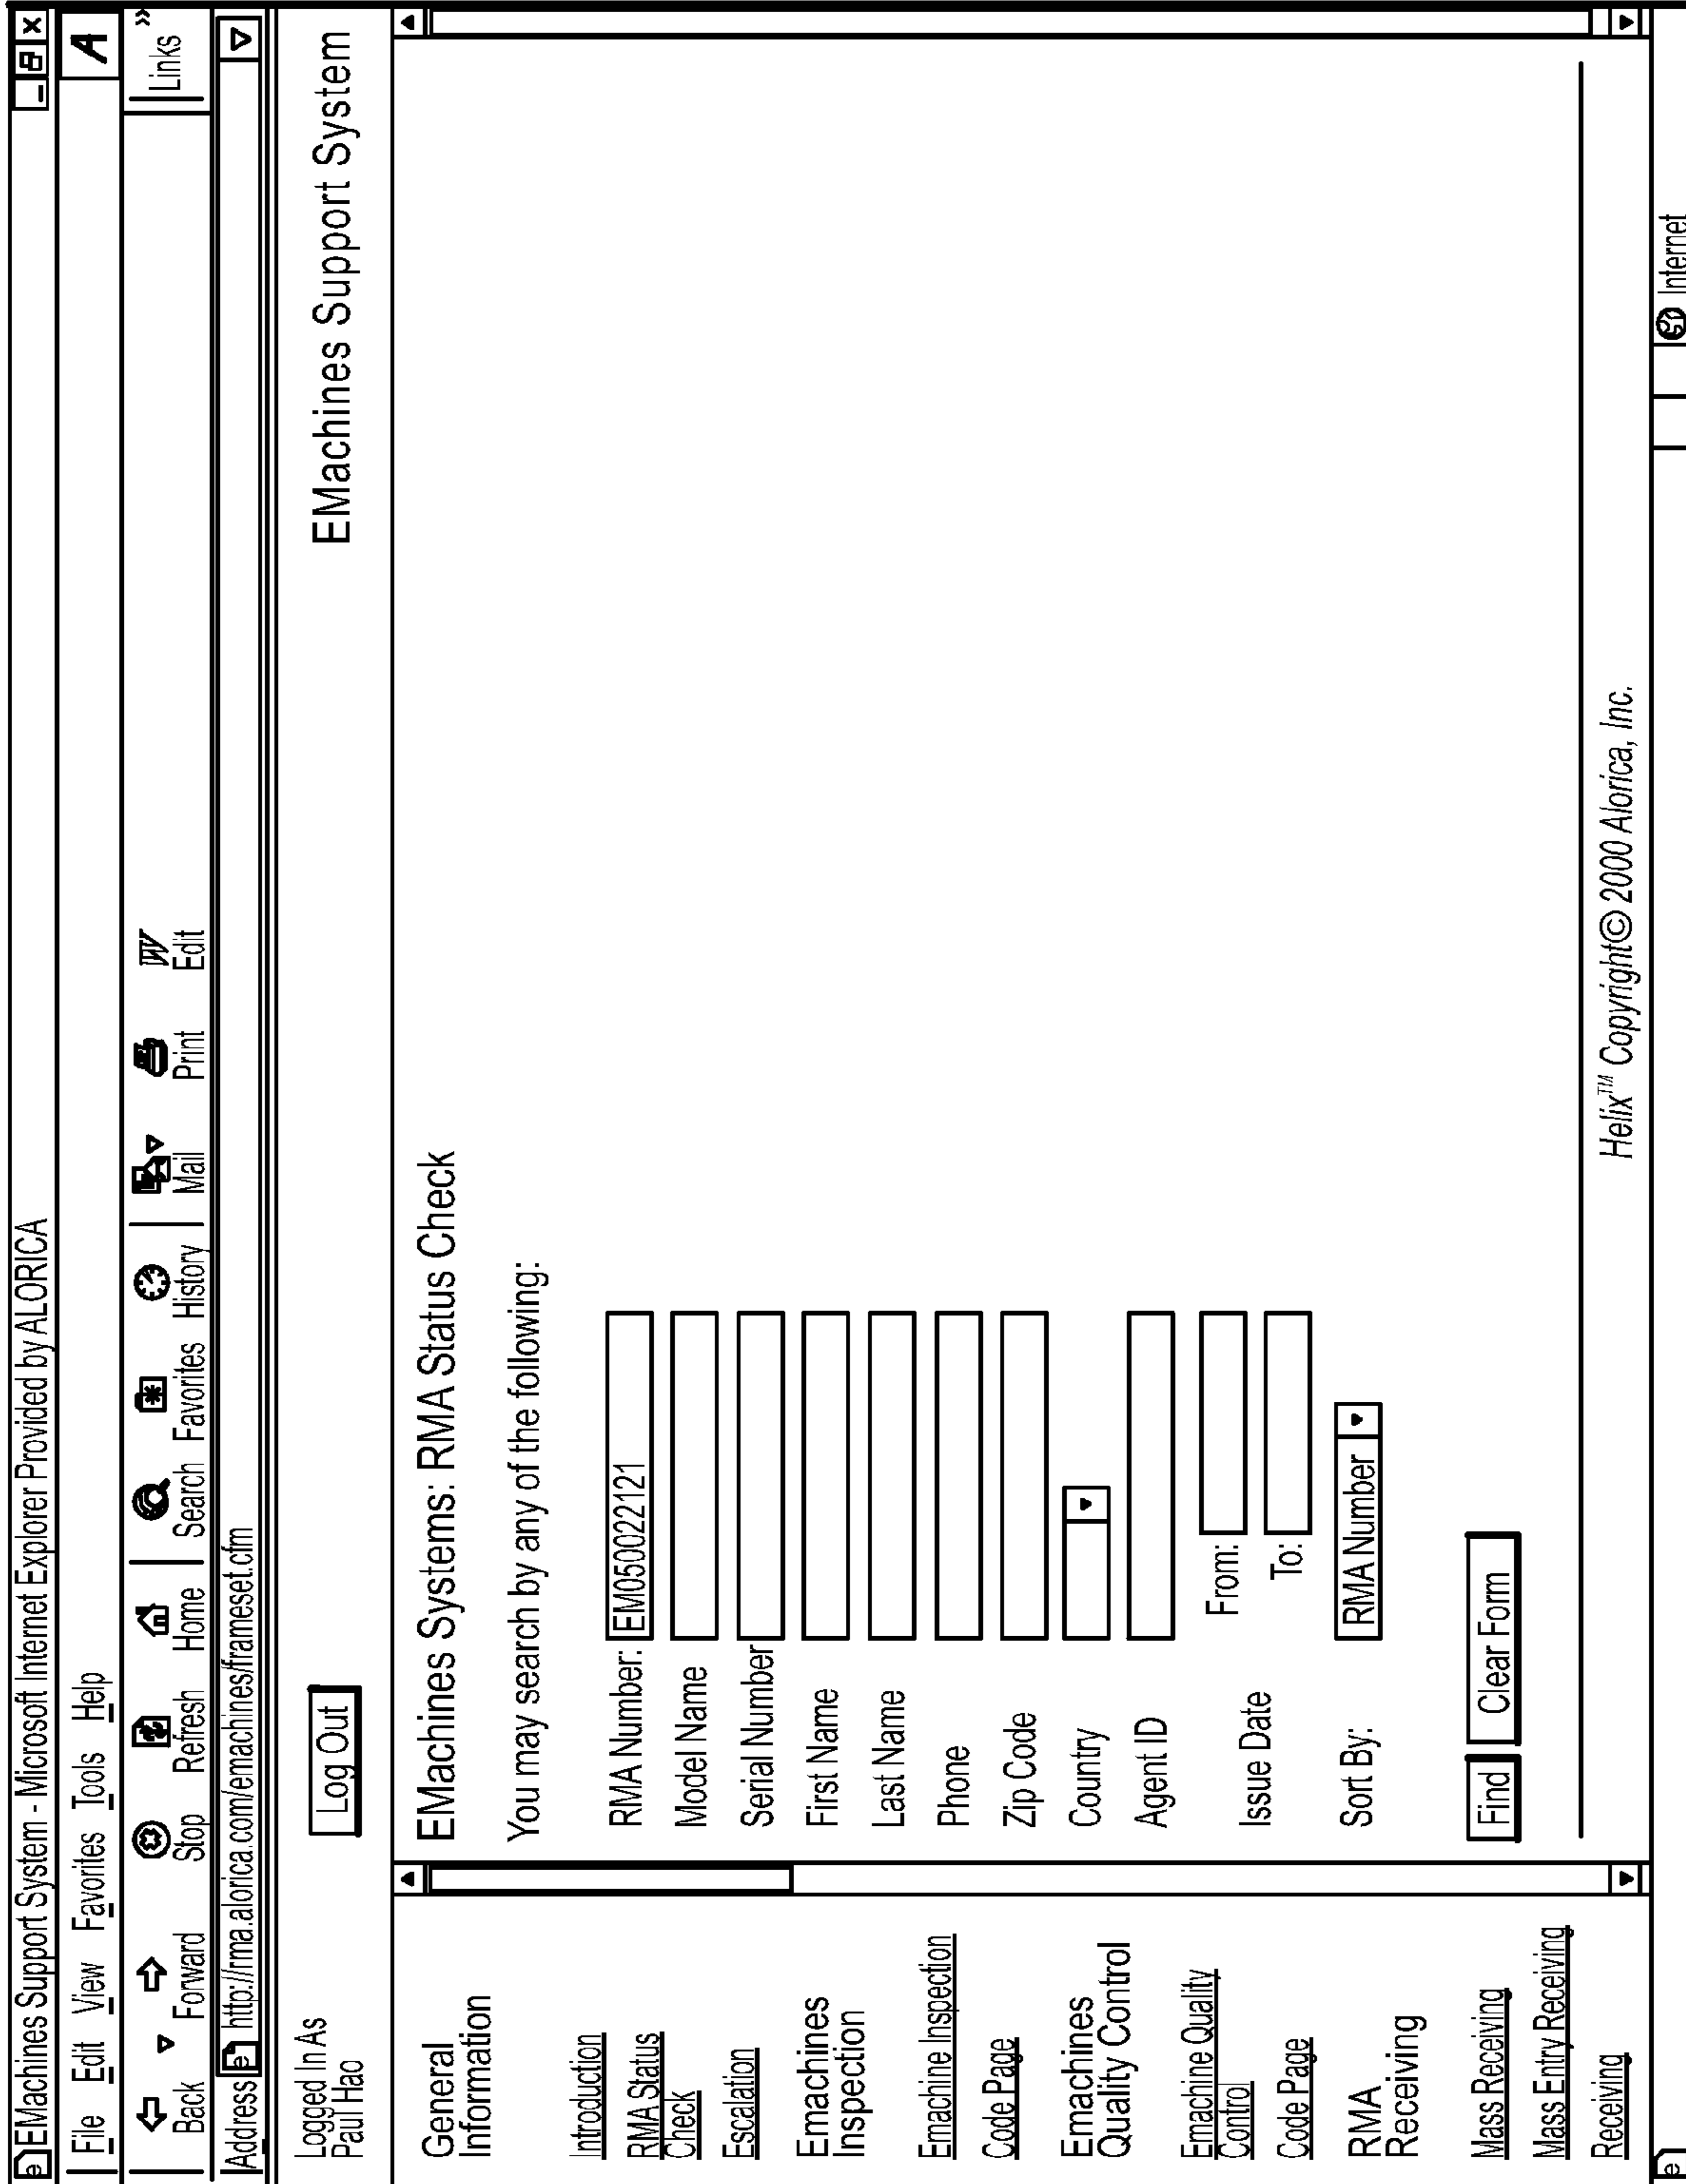 EMachines Support System - Microsoft Internet Explorer Provided by ALORICA
File Edit View Favorites Tools Help
Back Forward Stop Refresh Home Search Favorites History Mail Print Edit Links »
Address http://rma.alorica.com/emachines/frameset.cfm
Logged In As
Paul Hao
Log Out
EMachines Support System
General
Information
Introduction
RMA Status
Check
Escalation
Emachines
Inspection
Emachine Inspection
Code Page
Emachines
Quality Control
Emachine Quality
Control
Code Page
RMA
Receiving
Mass Receiving
Mass Entry Receiving
Receiving
EMachines Systems: RMA Status Check
You may search by any of the following:
RMA Number: EM050022121
Model Name
Serial Number
First Name
Last Name
Phone
Zip Code
Country
Agent ID
Issue Date From:
To:
Sort By: RMA Number
Find Clear Form
Helix™ Copyright© 2000 Alorica, Inc.
Internet